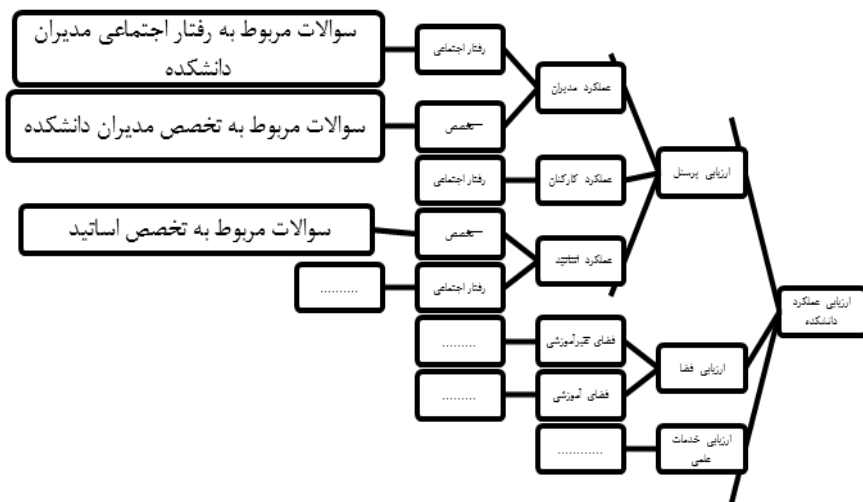 ارزیابی عملکرد
دانشکده
ارزیابی پرسنل
عملکرد مدیران
رفتار اجتماعی
سوالات مربوط به رفتار اجتماعی مدیران
دانشکده
تخصص
سوالات مربوط به تخصص مدیران دانشکده
عملکرد کارکنان
رفتار اجتماعی
عملکرد اساتید
تخصص
سوالات مربوط به تخصص اساتید
رفتار اجتماعی
..........
ارزیابی فضا
فضای غیرآموزشی
.........
فضای آموزشی
.........
ارزیابی خدمات
علمی
............